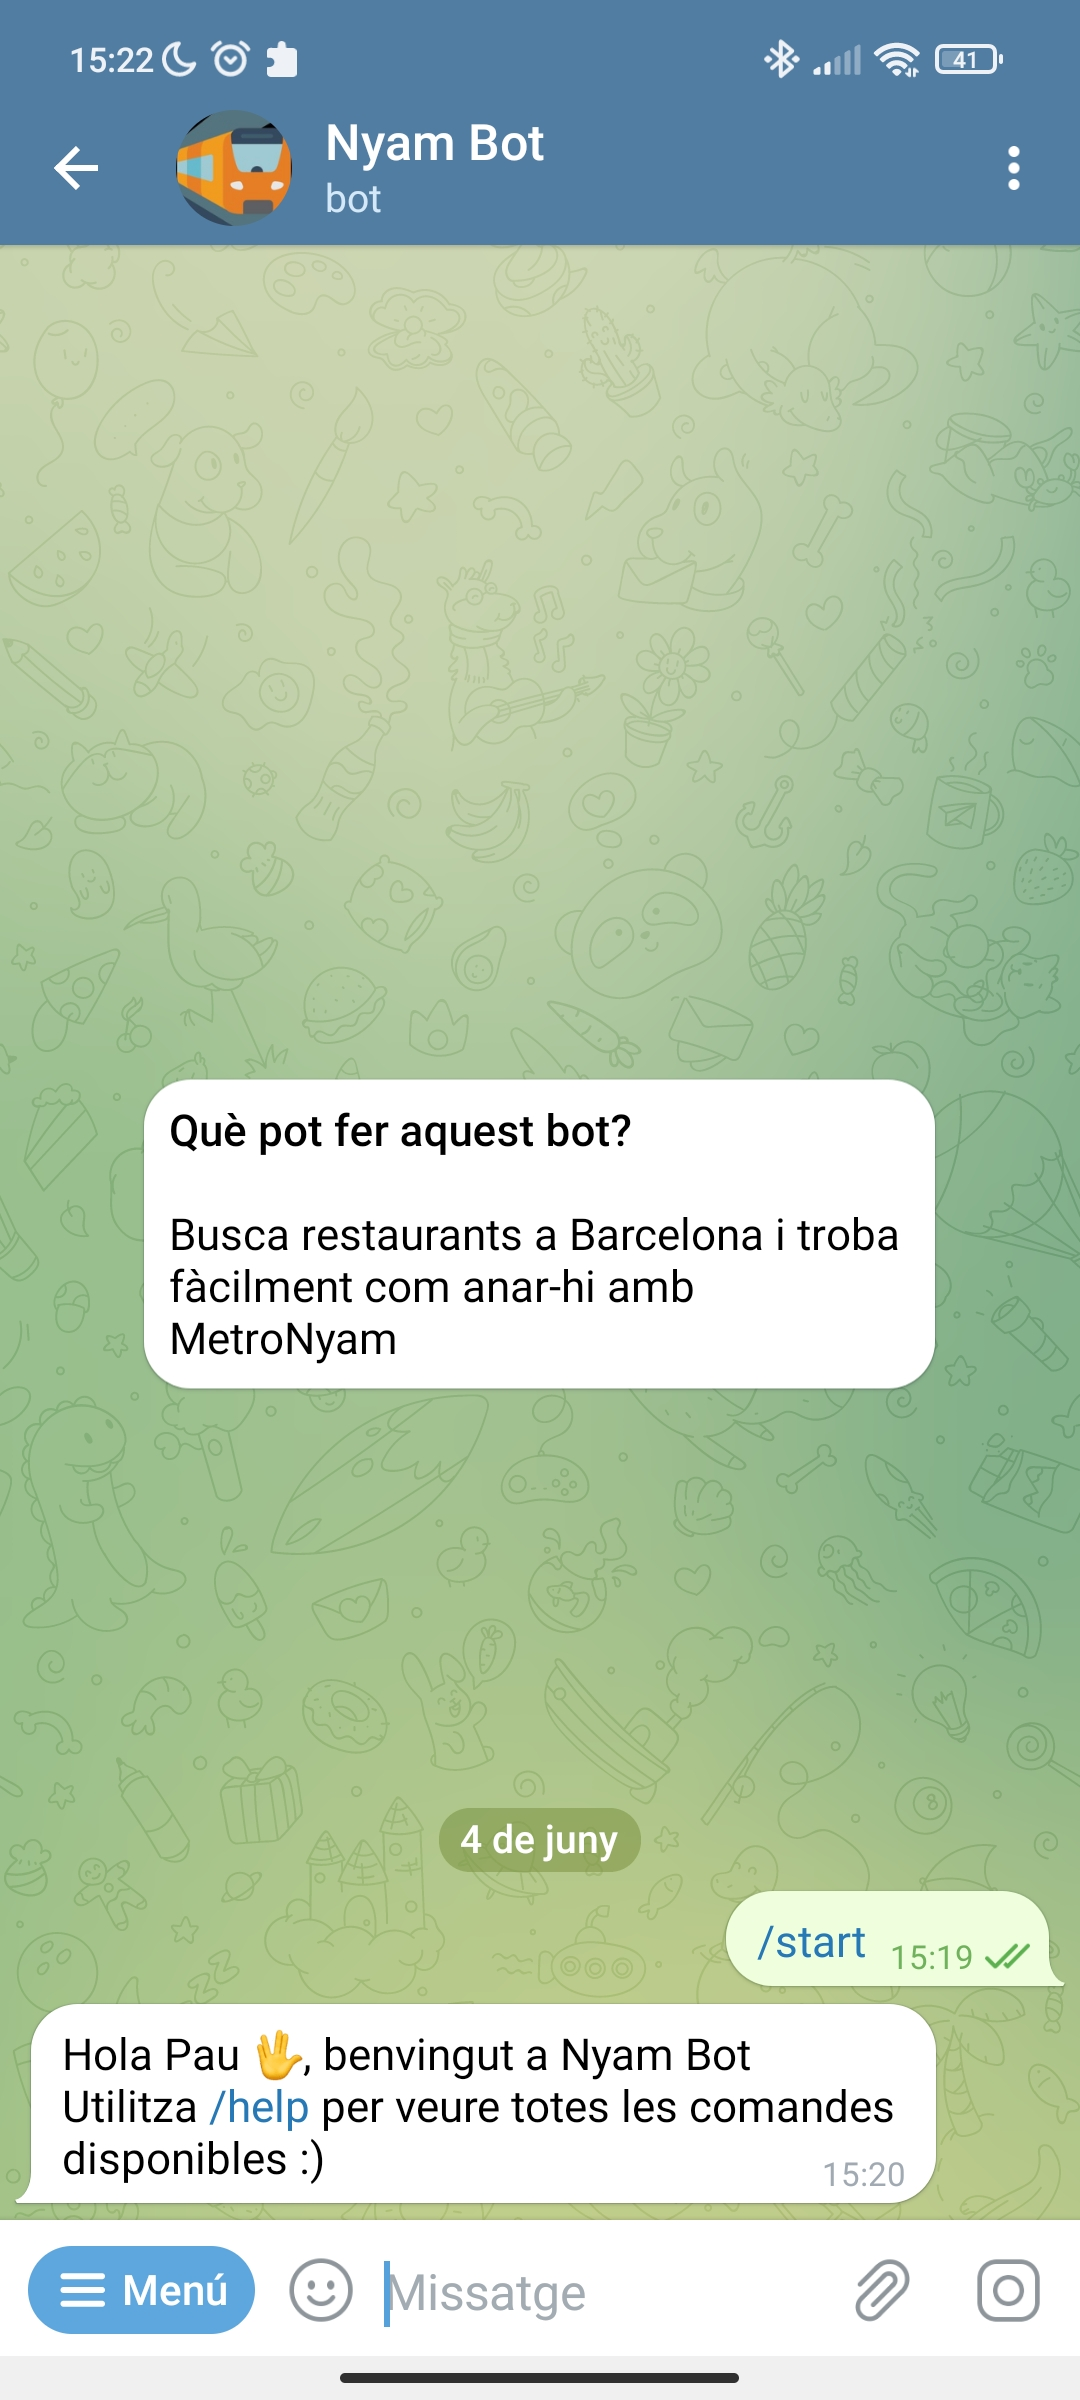 15:22
41
Nyam Bot
bot
Què pot fer aquest bot?
Busca restaurants a Barcelona i troba
fàcilment com anar-hi amb
MetroNyam
4 de juny
/start 15:19
Hola Pau 🖖, benvingut a Nyam Bot
Utilitza /help per veure totes les comandes
disponibles :)
15:20
Menú
Missatge